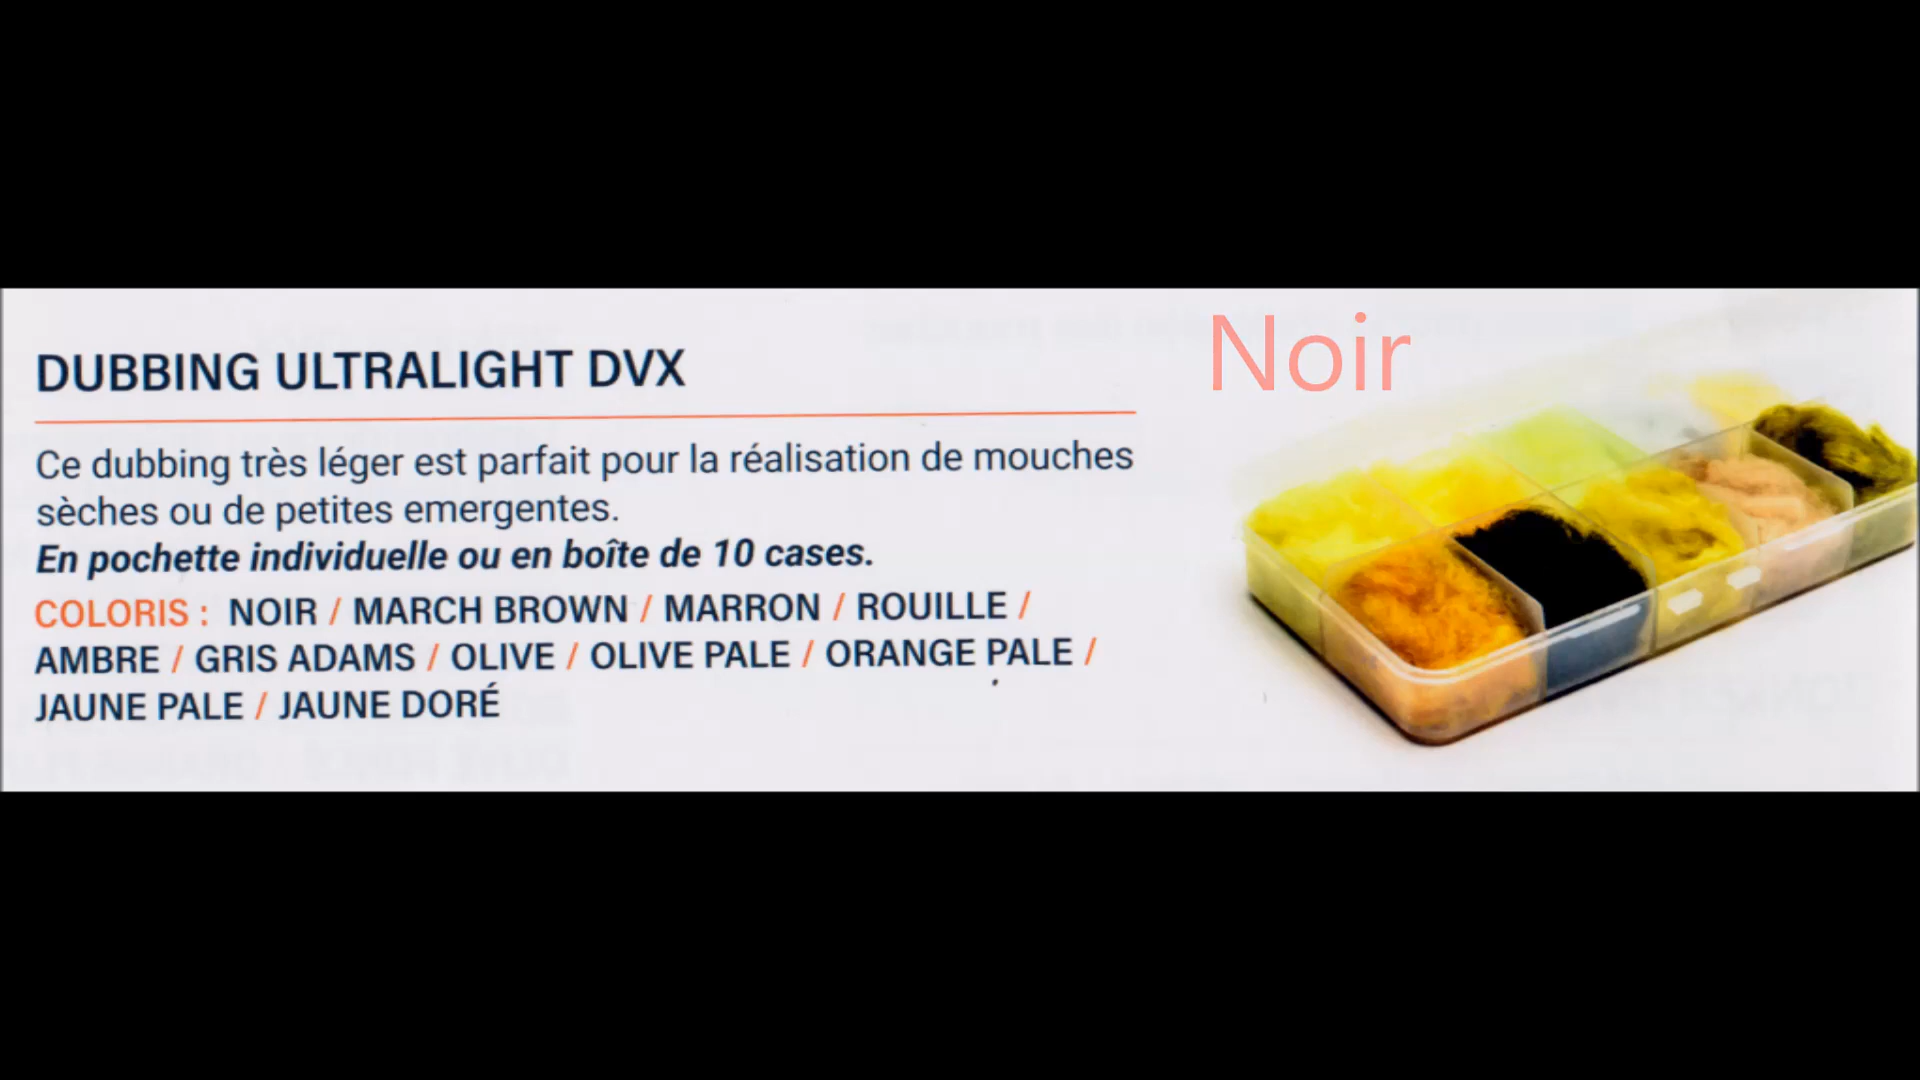 DUBBING ULTRALIGHT DVX
Noir
Ce dubbing très léger est parfait pour la réalisation de mouches
sèches ou de petites emergentes.
En pochette individuelle ou en boîte de 10 cases.
COLORIS : NOIR / MARCH BROWN / MARRON / ROUILLE /
AMBRE / GRIS ADAMS / OLIVE / OLIVE PALE / ORANGE PALE /
JAUNE PALE / JAUNE DORÉ